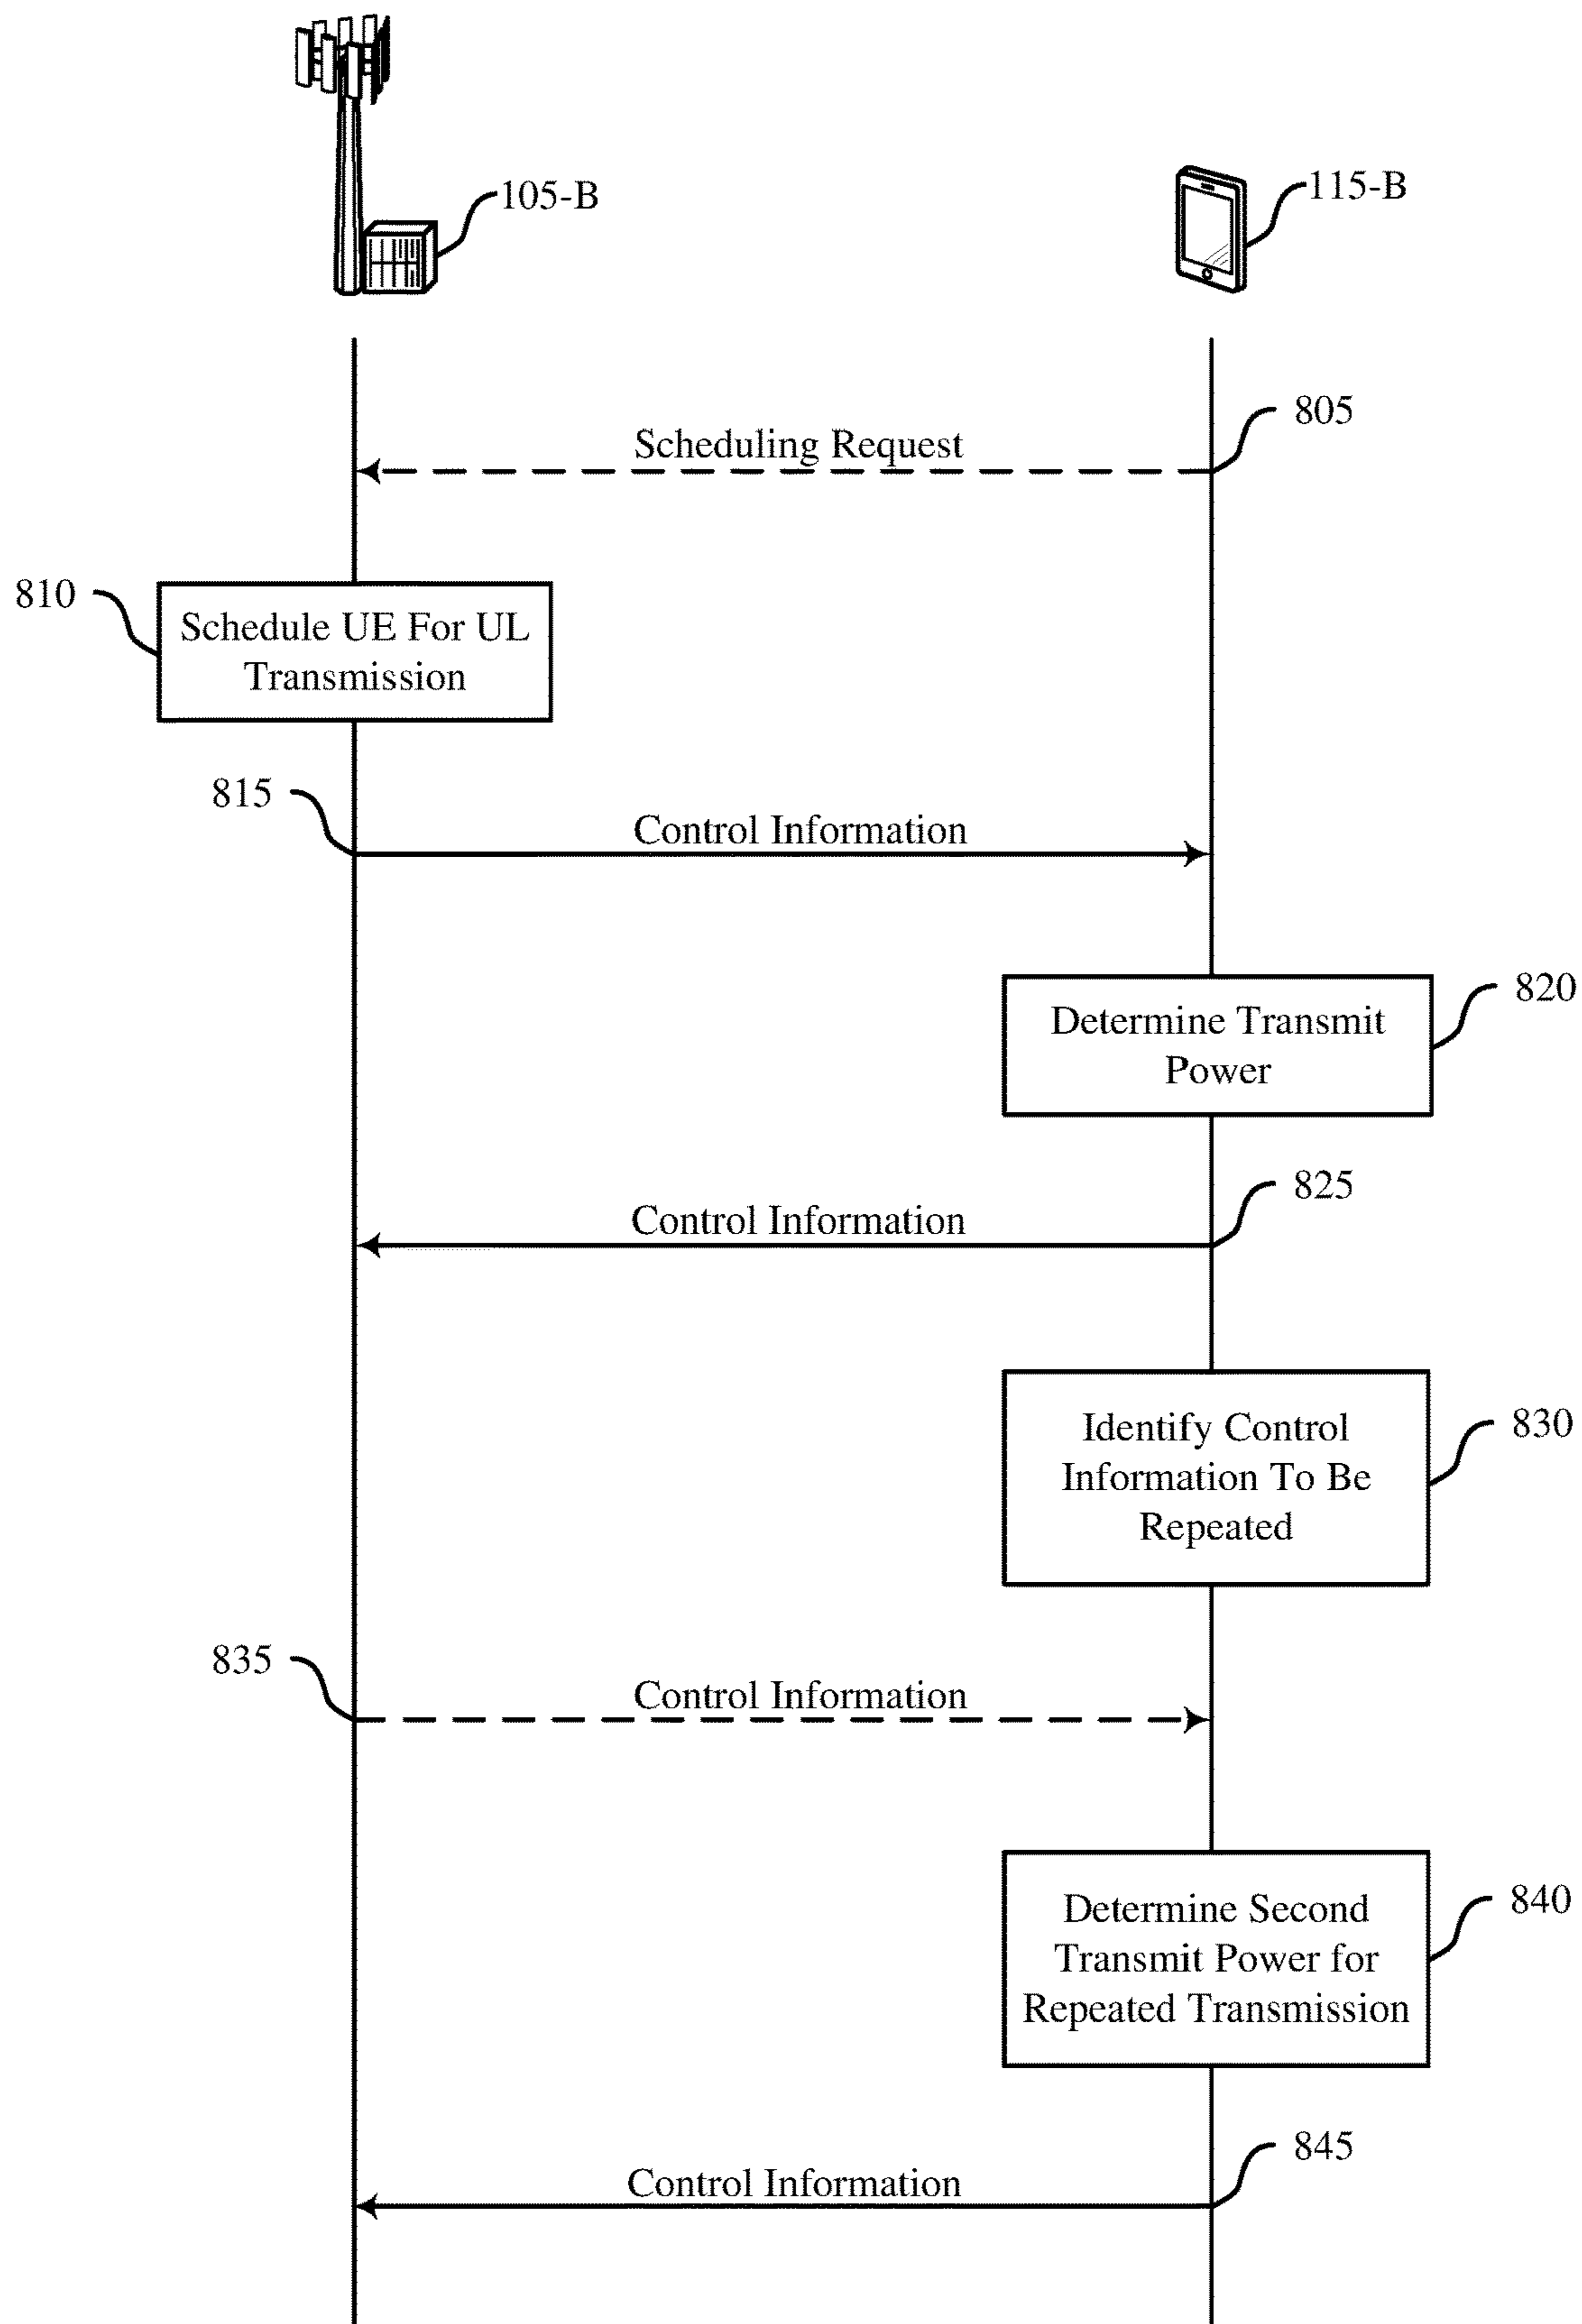 105-B
115-B
805
Scheduling Request
810
Schedule UE For UL
Transmission
815
Control Information
820
Determine Transmit
Power
825
Control Information
830
Identify Control
Information To Be
Repeated
835
Control Information
840
Determine Second
Transmit Power for
Repeated Transmission
845
Control Information